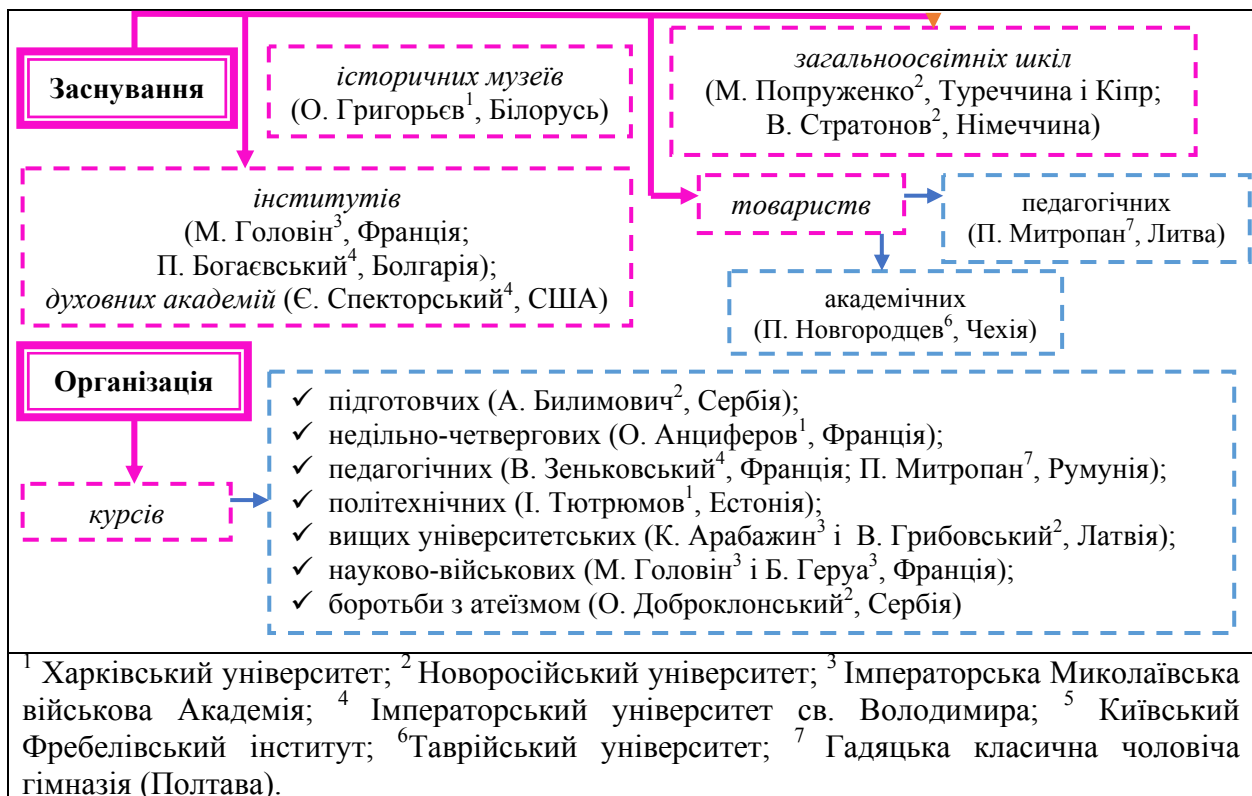 Заснування
історичних музеїв
(О. Григорьєв¹, Білорусь)
загальноосвітніх шкіл
(М. Попруженко², Туреччина і Кіпр;
В. Стратонов², Німеччина)
інститутів
(М. Головін³, Франція;
П. Богаєвський⁴, Болгарія);
духовних академій (Є. Спекторський⁴, США)
товариств
педагогічних
(П. Митропан⁷, Литва)
академічних
(П. Новгородцев⁶, Чехія)
Організація
курсів
✓ підготовчих (А. Билимович², Сербія);
✓ недільно-четвергових (О. Анциферов¹, Франція);
✓ педагогічних (В. Зеньковський⁴, Франція; П. Митропан⁷, Румунія);
✓ політехнічних (І. Тютрюмов¹, Естонія);
✓ вищих університетських (К. Арабажин³ і В. Грибовський², Латвія);
✓ науково-військових (М. Головін³ і Б. Геруа³, Франція);
✓ боротьби з атеїзмом (О. Доброклонський², Сербія)
¹ Харківський університет; ² Новоросійський університет; ³ Імператорська Миколаївська
військова Академія; ⁴ Імператорський університет св. Володимира; ⁵ Київський
Фребелівський інститут; ⁶Таврійський університет; ⁷ Гадяцька класична чоловіча
гімназія (Полтава).